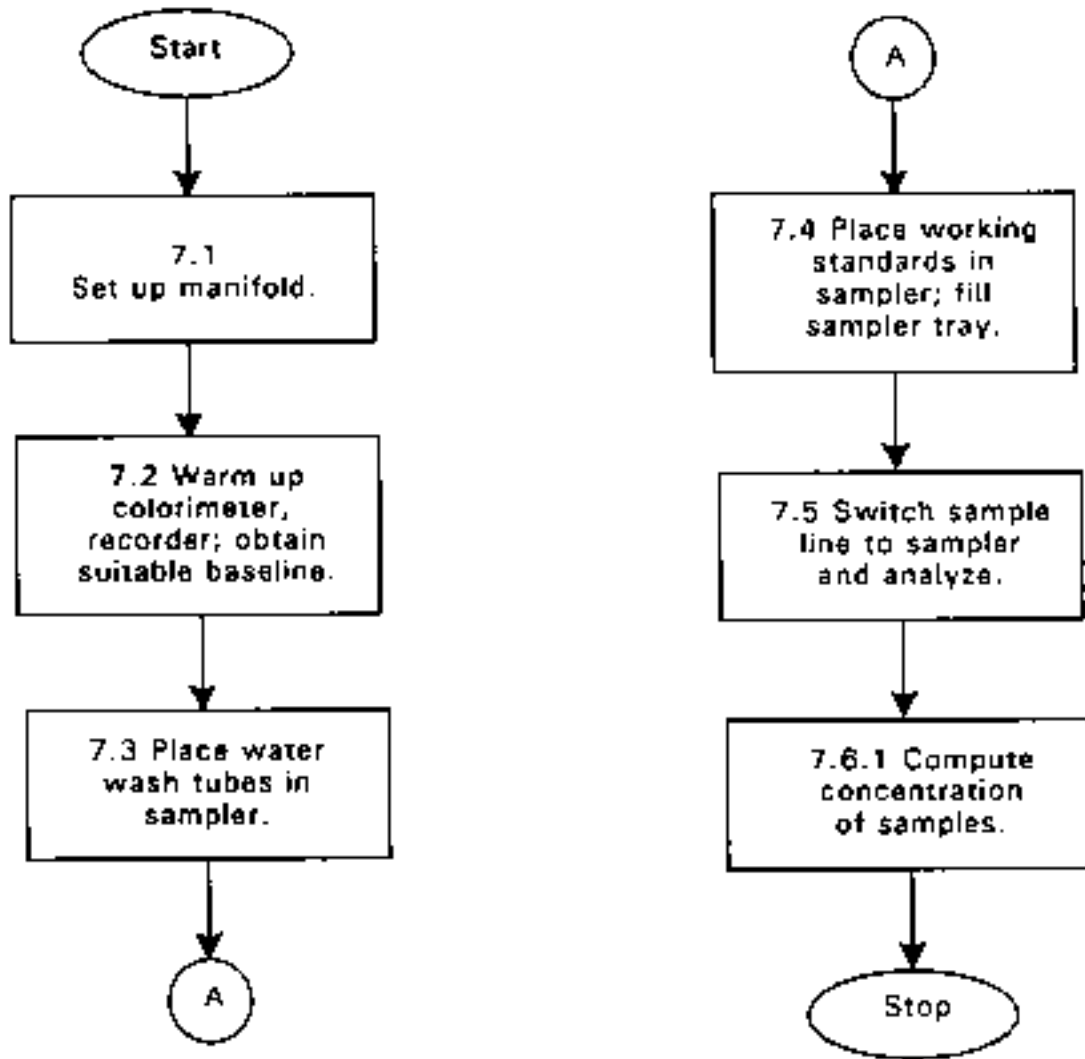 Start
7.1
Set up manifold.
7.2 Warm up
colorimeter,
recorder; obtain
suitable baseline.
7.3 Place water
wash tubes in
sampler.
A
A
7.4 Place working
standards in
sampler; fill
sampler tray.
7.5 Switch sample
line to sampler
and analyze.
7.6.1 Compute
concentration
of samples.
Stop